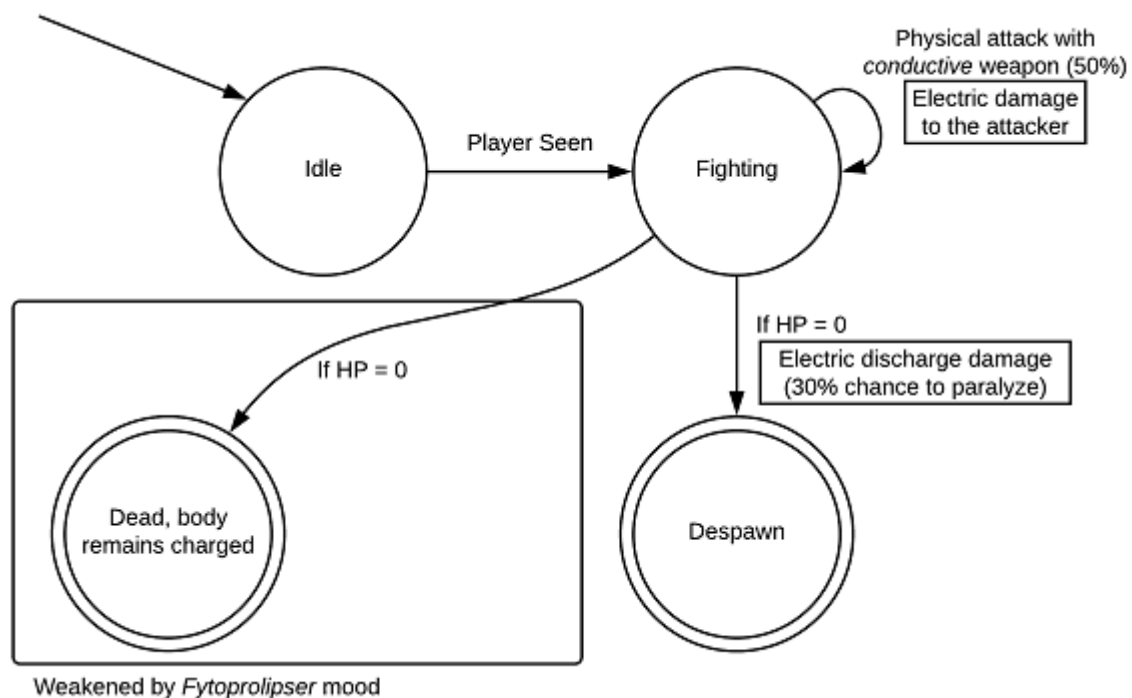 Physical attack with
conductive weapon (50%)
Electric damage
to the attacker
Player Seen
Idle
Fighting
If HP = 0
Electric discharge damage
(30% chance to paralyze)
If HP = 0
Dead, body
remains charged
Despawn
Weakened by Fytoprolipser mood